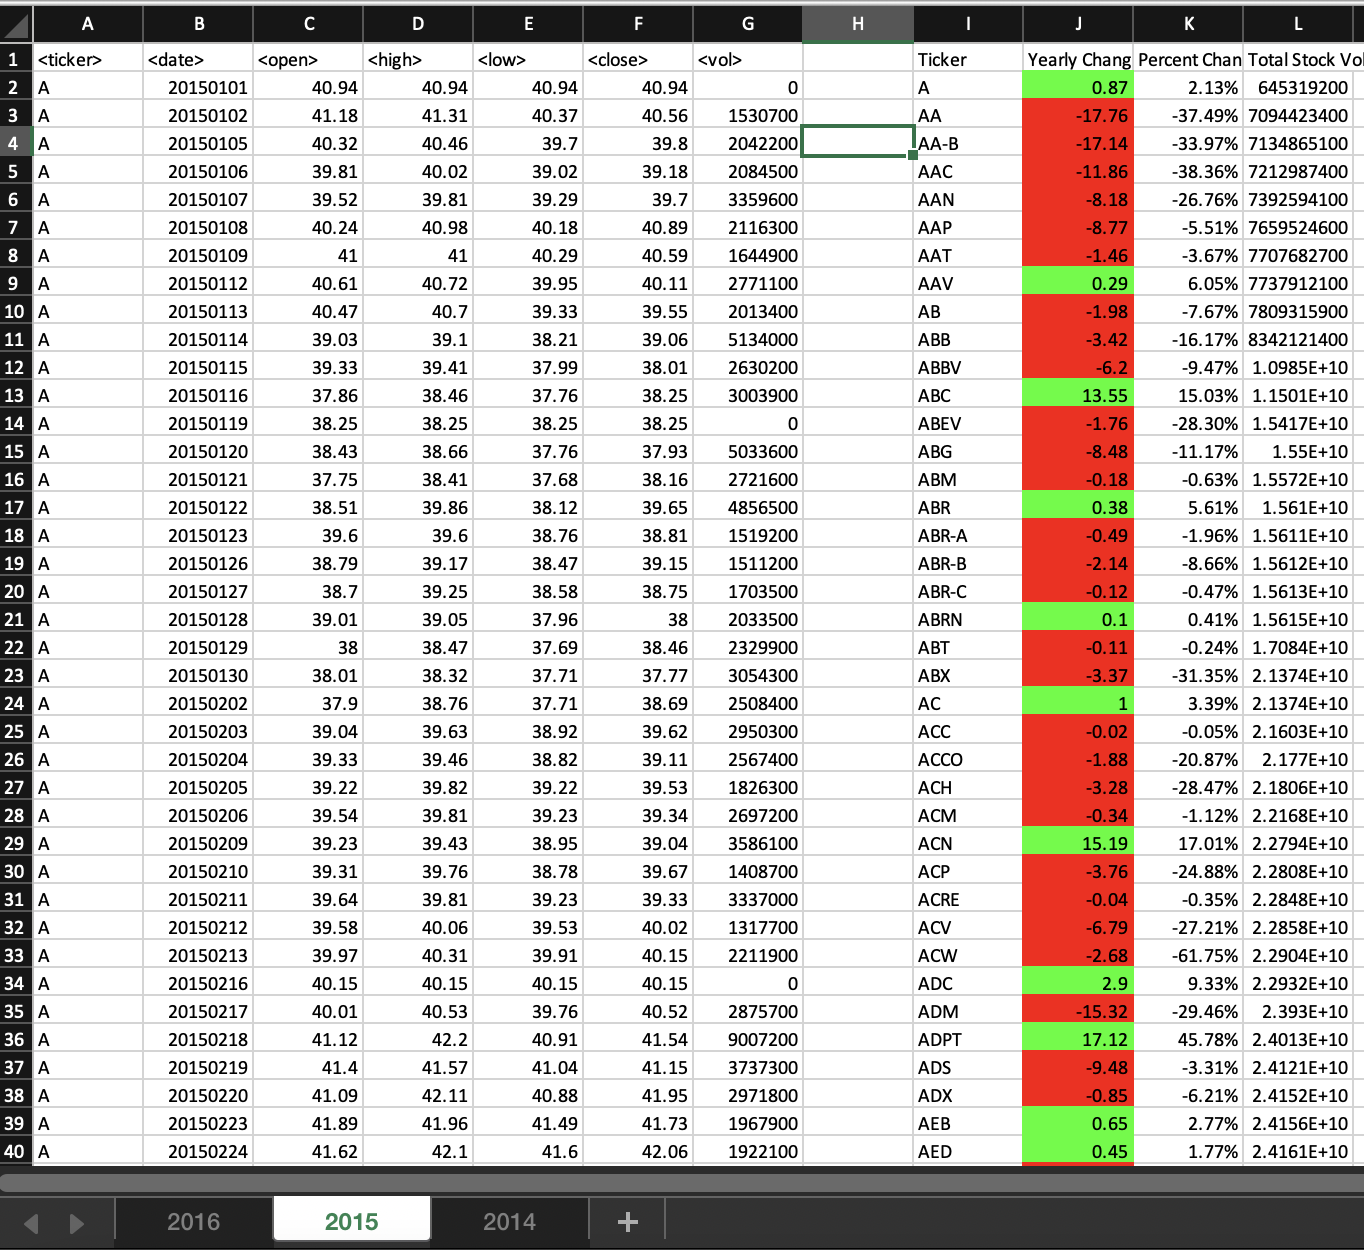 A B C D E F G H I J K L
1 <ticker> <date> <open> <high> <low> <close> <vol> Ticker Yearly Chang Percent Chan Total Stock Vol
2 A 20150101 40.94 40.94 40.94 40.94 0 A 0.87 2.13% 645319200
3 A 20150102 41.18 41.31 40.37 40.56 1530700 AA -17.76 -37.49% 7094423400
4 A 20150105 40.32 40.46 39.7 39.8 2042200 AA-B -17.14 -33.97% 7134865100
5 A 20150106 39.81 40.02 39.02 39.18 2084500 AAC -11.86 -38.36% 7212987400
6 A 20150107 39.52 39.81 39.29 39.7 3359600 AAN -8.18 -26.76% 7392594100
7 A 20150108 40.24 40.98 40.18 40.89 2116300 AAP -8.77 -5.51% 7659524600
8 A 20150109 41 41 40.29 40.59 1644900 AAT -1.46 -3.67% 7707682700
9 A 20150112 40.61 40.72 39.95 40.11 2771100 AAV 0.29 6.05% 7737912100
10 A 20150113 40.47 40.7 39.33 39.55 2013400 AB -1.98 -7.67% 7809315900
11 A 20150114 39.03 39.1 38.21 39.06 5134000 ABB -3.42 -16.17% 8342121400
12 A 20150115 39.33 39.41 37.99 38.01 2630200 ABBV -6.2 -9.47% 1.0985E+10
13 A 20150116 37.86 38.46 37.76 38.25 3003900 ABC 13.55 15.03% 1.1501E+10
14 A 20150119 38.25 38.25 38.25 38.25 0 ABEV -1.76 -28.30% 1.5417E+10
15 A 20150120 38.43 38.66 37.76 37.93 5033600 ABG -8.48 -11.17% 1.55E+10
16 A 20150121 37.75 38.41 37.68 38.16 2721600 ABM -0.18 -0.63% 1.5572E+10
17 A 20150122 38.51 39.86 38.12 39.65 4856500 ABR 0.38 5.61% 1.561E+10
18 A 20150123 39.6 39.6 38.76 38.81 1519200 ABR-A -0.49 -1.96% 1.5611E+10
19 A 20150126 38.79 39.17 38.47 39.15 1511200 ABR-B -2.14 -8.66% 1.5612E+10
20 A 20150127 38.7 39.25 38.58 38.75 1703500 ABR-C -0.12 -0.47% 1.5613E+10
21 A 20150128 39.01 39.05 37.96 38 2033500 ABRN 0.1 0.41% 1.5615E+10
22 A 20150129 38 38.47 37.69 38.46 2329900 ABT -0.11 -0.24% 1.7084E+10
23 A 20150130 38.01 38.32 37.71 37.77 3054300 ABX -3.37 -31.35% 2.1374E+10
24 A 20150202 37.9 38.76 37.71 38.69 2508400 AC 1 3.39% 2.1374E+10
25 A 20150203 39.04 39.63 38.92 39.62 2950300 ACC -0.02 -0.05% 2.1603E+10
26 A 20150204 39.33 39.46 38.82 39.11 2567400 ACCO -1.88 -20.87% 2.177E+10
27 A 20150205 39.22 39.82 39.22 39.53 1826300 ACH -3.28 -28.47% 2.1806E+10
28 A 20150206 39.54 39.81 39.23 39.34 2697200 ACM -0.34 -1.12% 2.2168E+10
29 A 20150209 39.23 39.43 38.95 39.04 3586100 ACN 15.19 17.01% 2.2794E+10
30 A 20150210 39.31 39.76 38.78 39.67 1408700 ACP -3.76 -24.88% 2.2808E+10
31 A 20150211 39.64 39.81 39.23 39.33 3337000 ACRE -0.04 -0.35% 2.2848E+10
32 A 20150212 39.58 40.06 39.53 40.02 1317700 ACV -6.79 -27.21% 2.2858E+10
33 A 20150213 39.97 40.31 39.91 40.15 2211900 ACW -2.68 -61.75% 2.2904E+10
34 A 20150216 40.15 40.15 40.15 40.15 0 ADC 2.9 9.33% 2.2932E+10
35 A 20150217 40.01 40.53 39.76 40.52 2875700 ADM -15.32 -29.46% 2.393E+10
36 A 20150218 41.12 42.2 40.91 41.54 9007200 ADPT 17.12 45.78% 2.4013E+10
37 A 20150219 41.4 41.57 41.04 41.15 3737300 ADS -9.48 -3.31% 2.4121E+10
38 A 20150220 41.09 42.11 40.88 41.95 2971800 ADX -0.85 -6.21% 2.4152E+10
39 A 20150223 41.89 41.96 41.49 41.73 1967900 AEB 0.65 2.77% 2.4156E+10
40 A 20150224 41.62 42.1 41.6 42.06 1922100 AED 0.45 1.77% 2.4161E+10
2016 2015 2014 +